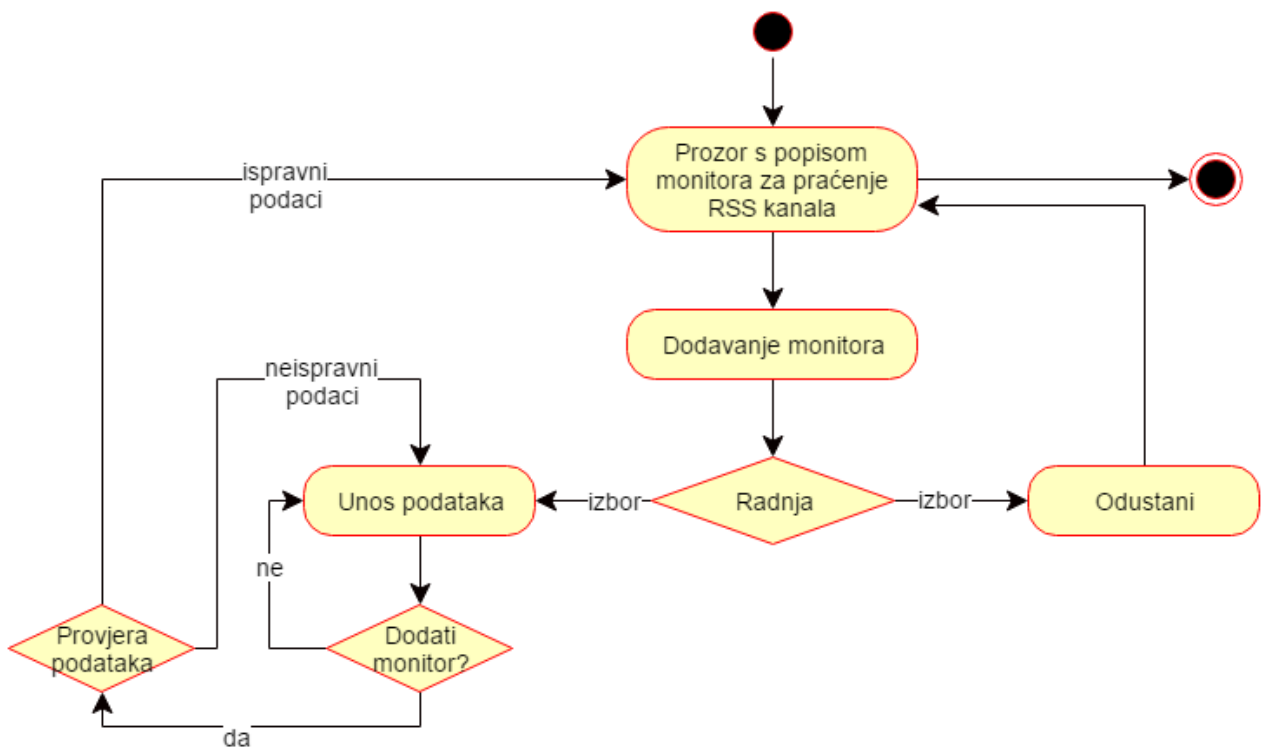 Prozor s popisom
monitora za praćenje
RSS kanala
ispravni
podaci
Dodavanje monitora
neispravni
podaci
Unos podataka
izbor
Radnja
izbor
Odustani
ne
Provjera
podataka
Dodati
monitor?
da